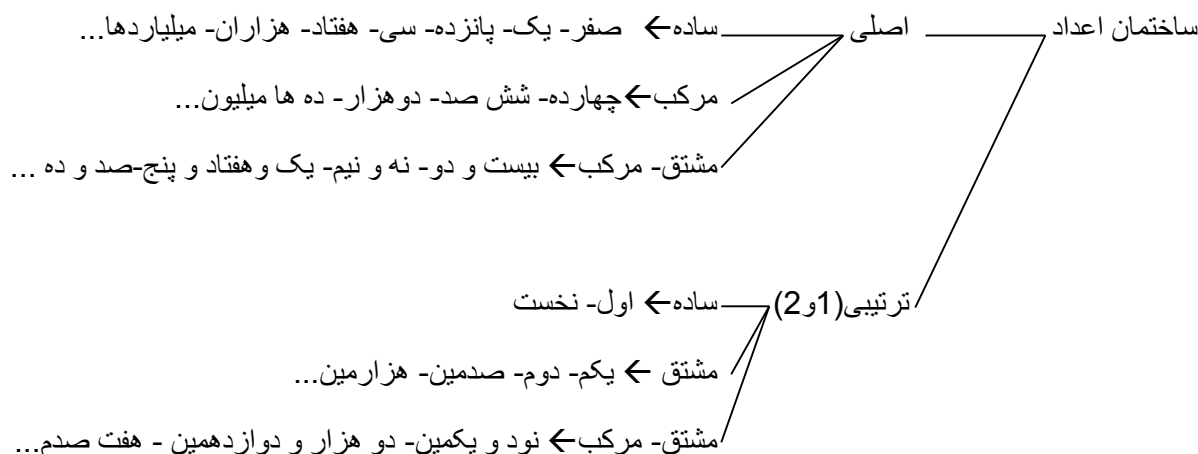 ساختمان اعداد اصلی ساده← صفر- یک- پانزده- سی- هفتاد- هزاران- میلیاردها...
مرکب←چهارده- شش صد- دوهزار- ده ها میلیون...
مشتق- مرکب← بیست و دو- نه و نیم- یک وهفتاد و پنج-صد و ده ...
ترتیبی(1و2) ساده← اول- نخست
مشتق ← یکم- دوم- صدمین- هزارمین...
مشتق- مرکب← نود و یکمین- دو هزار و دوازدهمین - هفت صدم...